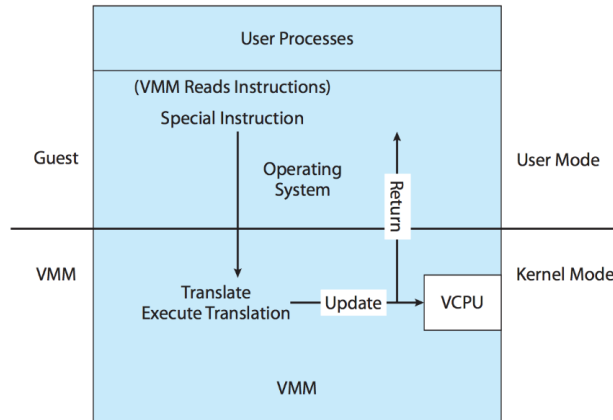 User Processes
(VMM Reads Instructions)
Special Instruction
Guest
User Mode
Operating
System
Return
VMM
Kernel Mode
Translate
Execute Translation
Update
VCPU
VMM